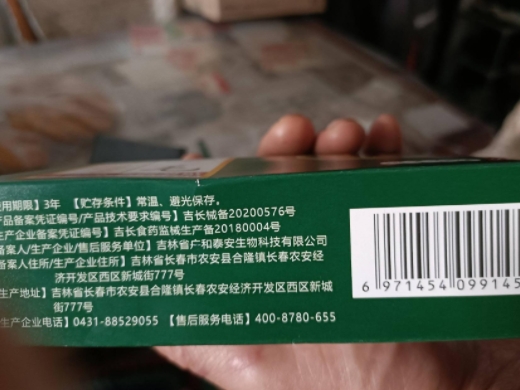 使用期限】3年 【贮存条件】常温、避光保存。
产品备案凭证编号/产品技术要求编号】吉长械备20200576号
生产企业备案凭证编号】吉长食药监械生产备20180004号
备案人/生产企业/售后服务单位】吉林省广和泰安生物科技有限公司
备案人住所/生产企业住所】吉林省长春市农安县合隆镇长春农安经
济开发区西区新城街777号
生产地址】吉林省长春市农安县合隆镇长春农安经济开发区西区新城
街777号
生产企业电话】0431-88529055 【售后服务电话】400-8780-655
6 971454 099145